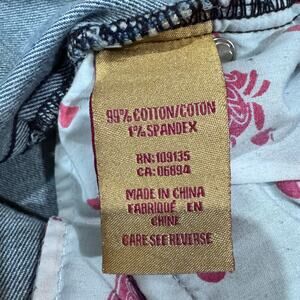 99% COTTON/COTON
1% SPANDEX
RN: 109135
CA: 06894
MADE IN CHINA
FABRIQUÉ EN
CHINE
CARE SEE REVERSE